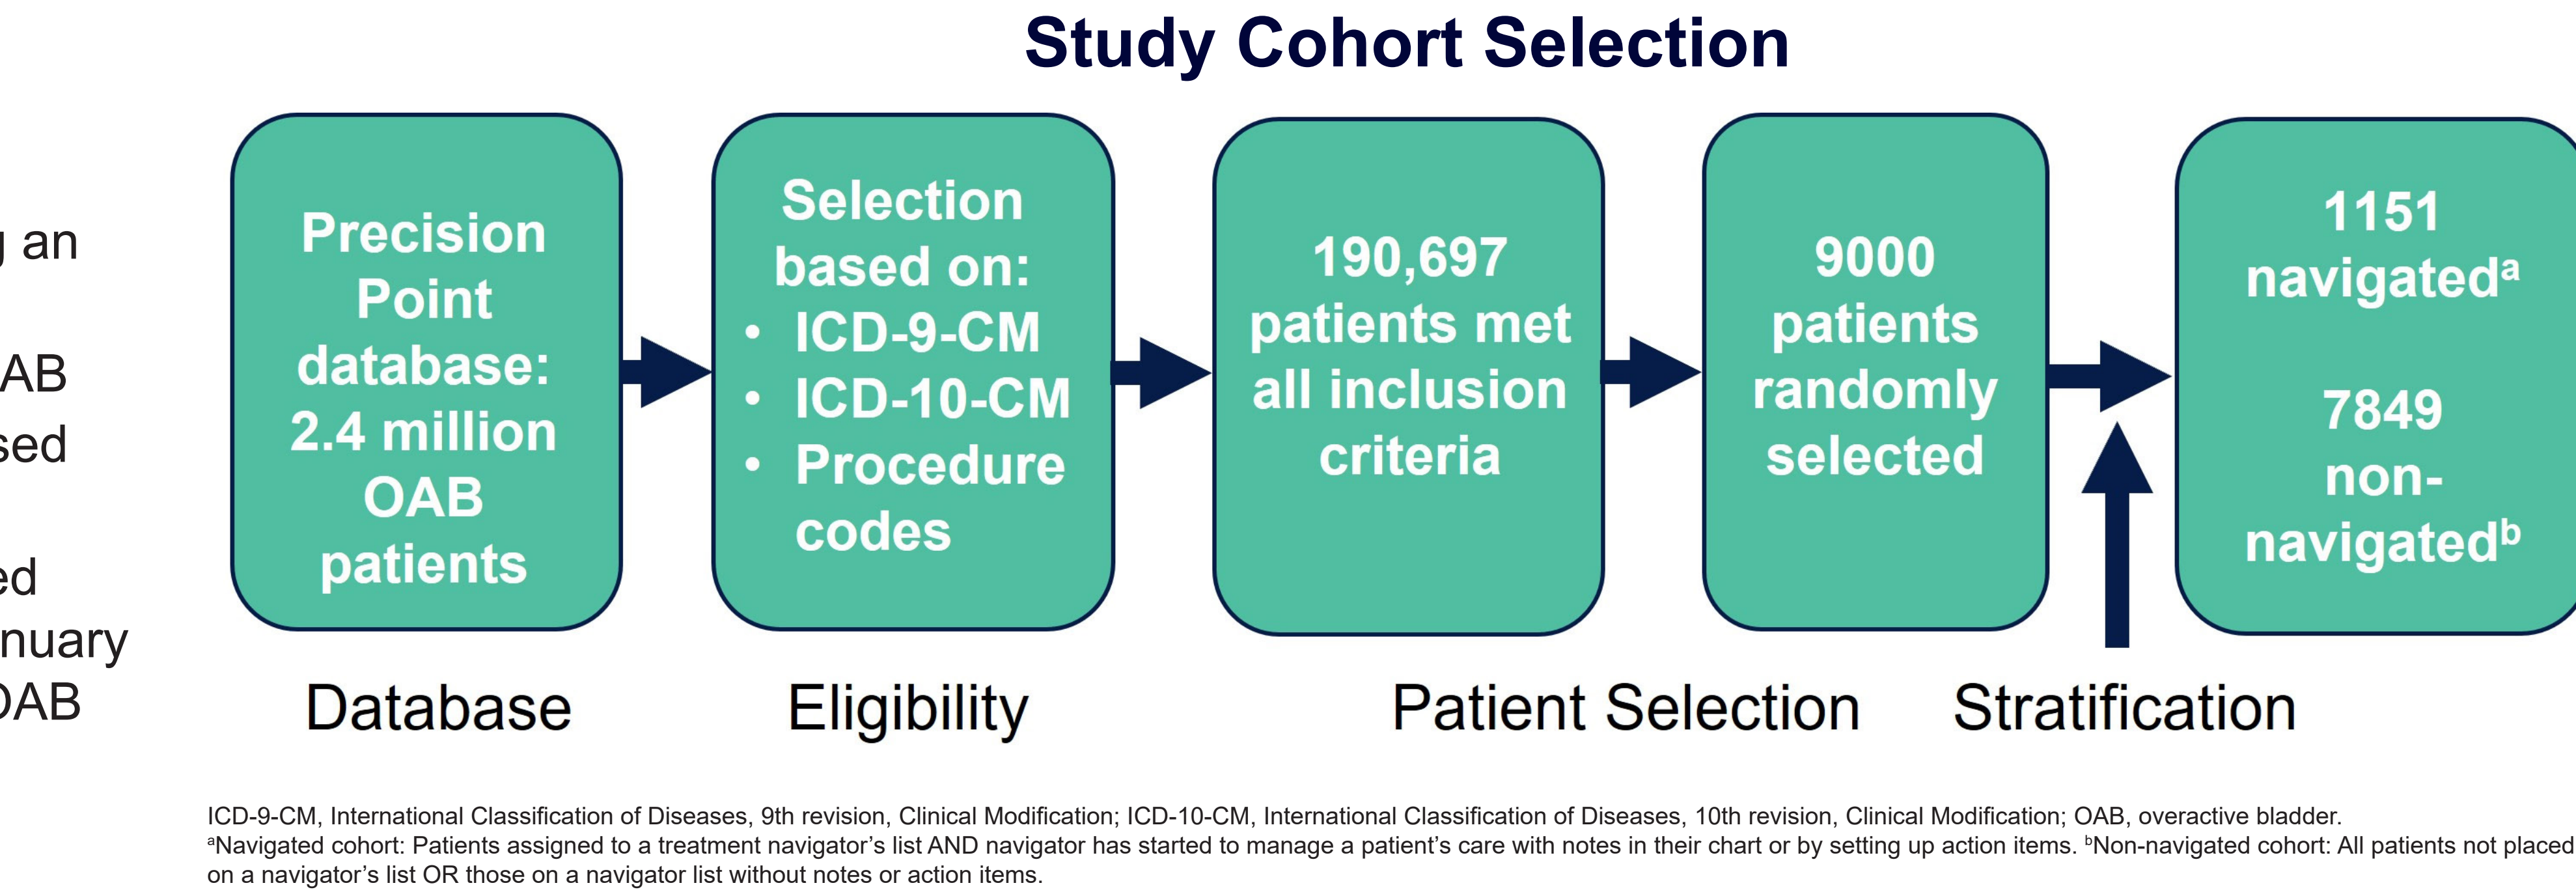 Study Cohort Selection
g an
AB
sed
ed
nuary
OAB
Precision
Point
database:
2.4 million
OAB
patients
Selection
based on:
• ICD-9-CM
• ICD-10-CM
• Procedure
codes
190,697
patients met
all inclusion
criteria
9000
patients
randomly
selected
1151
navigatedᵃ
7849
non-
navigatedᵇ
Database
Eligibility
Patient Selection
Stratification
ICD-9-CM, International Classification of Diseases, 9th revision, Clinical Modification; ICD-10-CM, International Classification of Diseases, 10th revision, Clinical Modification; OAB, overactive bladder.
ᵃNavigated cohort: Patients assigned to a treatment navigator’s list AND navigator has started to manage a patient’s care with notes in their chart or by setting up action items. ᵇNon-navigated cohort: All patients not placed
on a navigator’s list OR those on a navigator list without notes or action items.